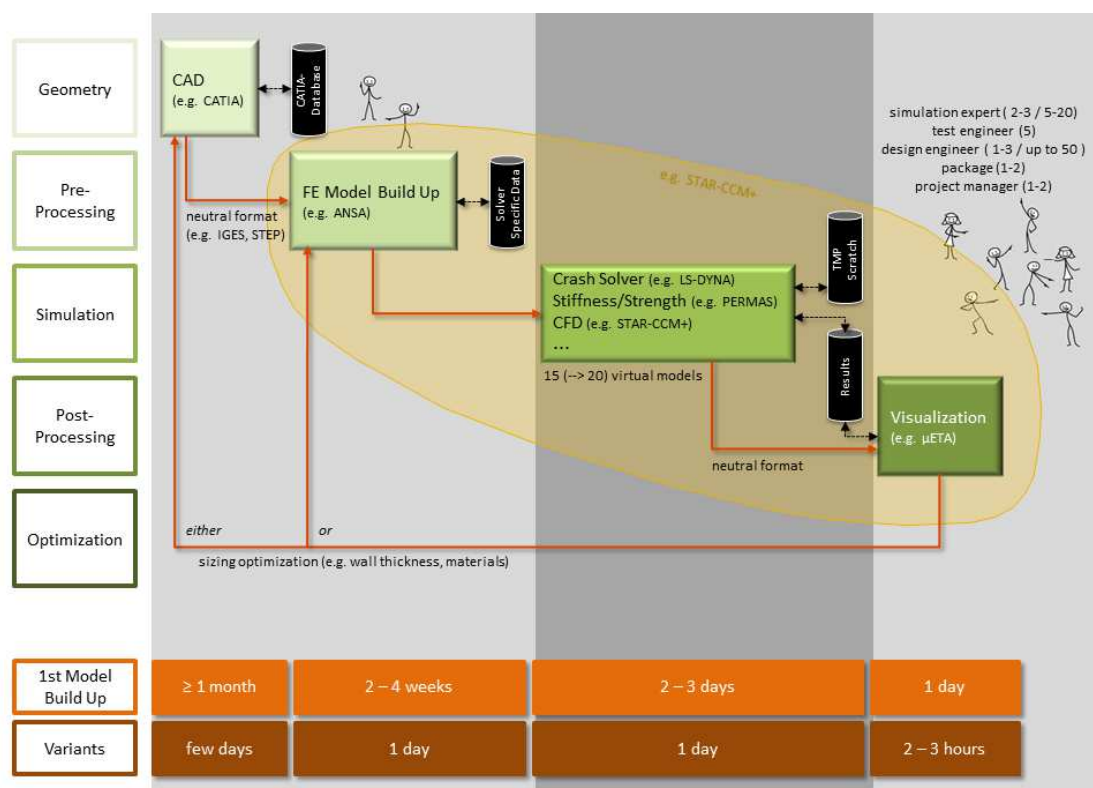 Geometry
CAD
(e.g. CATIA)
CATIA-
Database
simulation expert ( 2-3 / 5-20)
test engineer (5)
design engineer ( 1-3 / up to 50 )
package (1-2)
project manager (1-2)
Pre-
Processing
neutral format
(e.g. IGES, STEP)
FE Model Build Up
(e.g. ANSA)
Solver
Specific Data
e.g. STAR-CCM+
Simulation
Crash Solver (e.g. LS-DYNA)
Stiffness/Strength (e.g. PERMAS)
CFD (e.g. STAR-CCM+)
...
TMP
Scratch
15 (--> 20) virtual models
Results
Post-
Processing
Visualization
(e.g. µETA)
neutral format
Optimization
either
or
sizing optimization (e.g. wall thickness, materials)
1st Model
Build Up
≥ 1 month
2 – 4 weeks
2 – 3 days
1 day
Variants
few days
1 day
1 day
2 – 3 hours